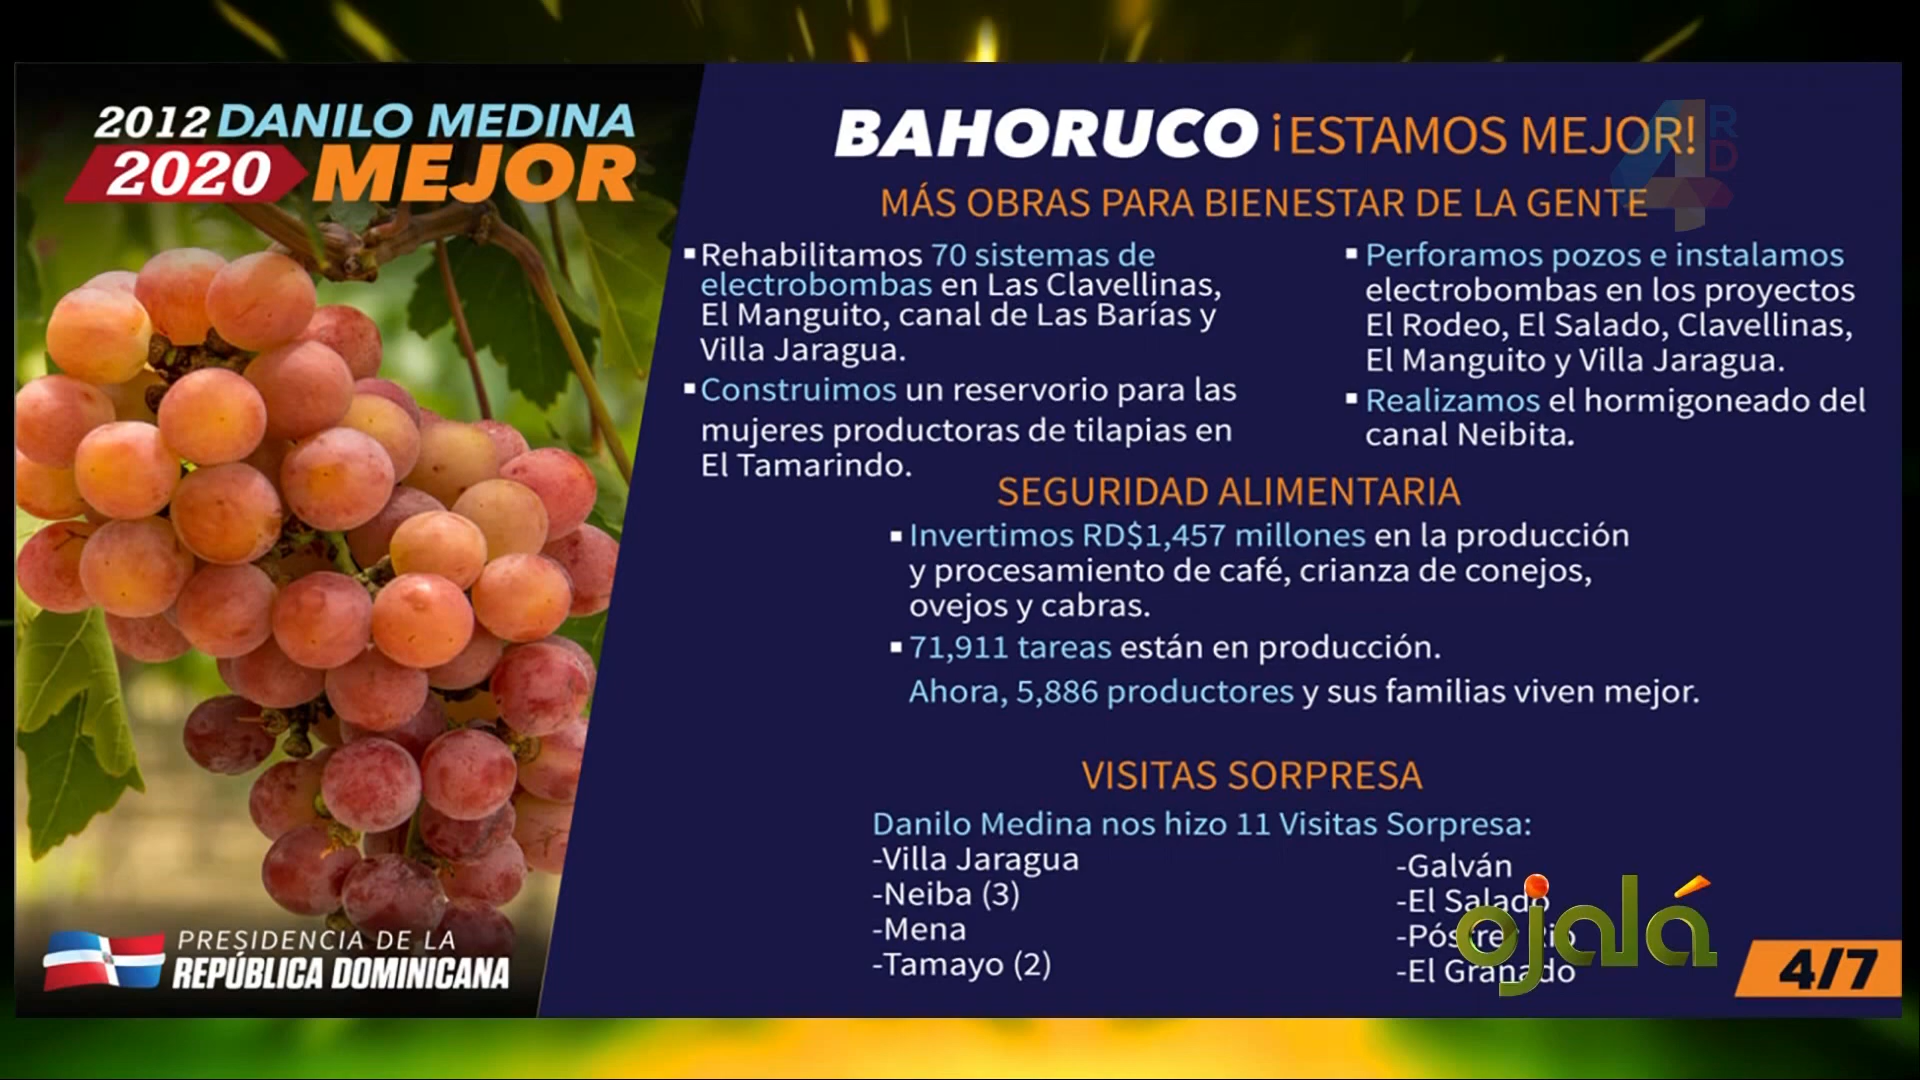 2012 DANILO MEDINA
2020 MEJOR
BAHORUCO ¡ESTAMOS MEJOR!
4 RD
MÁS OBRAS PARA BIENESTAR DE LA GENTE
▪Rehabilitamos 70 sistemas de
electrobombas en Las Clavellinas,
El Manguito, canal de Las Barías y
Villa Jaragua.
▪Construimos un reservorio para las
mujeres productoras de tilapias en
El Tamarindo.
▪Perforamos pozos e instalamos
electrobombas en los proyectos
El Rodeo, El Salado, Clavellinas,
El Manguito y Villa Jaragua.
▪Realizamos el hormigoneado del
canal Neibita.
SEGURIDAD ALIMENTARIA
▪Invertimos RD$1,457 millones en la producción
y procesamiento de café, crianza de conejos,
ovejos y cabras.
▪71,911 tareas están en producción.
Ahora, 5,886 productores y sus familias viven mejor.
VISITAS SORPRESA
Danilo Medina nos hizo 11 Visitas Sorpresa:
-Villa Jaragua
-Neiba (3)
-Mena
-Tamayo (2)
-Galván
-El Salado
-El Granado
ojalá
PRESIDENCIA DE LA
REPÚBLICA DOMINICANA
4/7